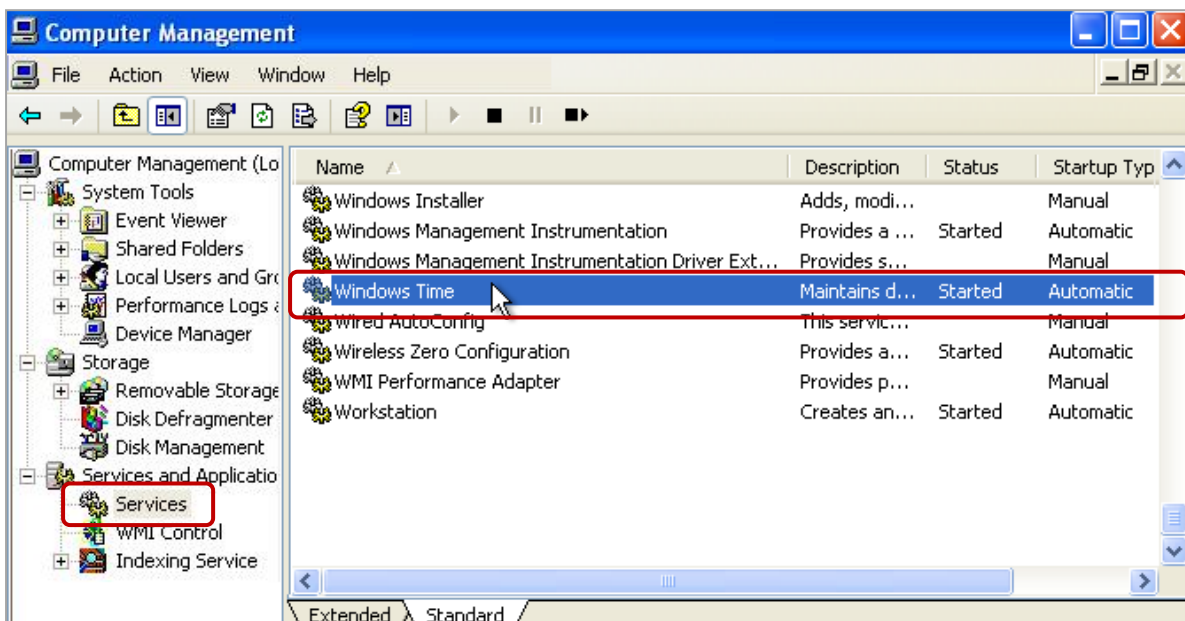 Computer Management
File Action View Window Help
Computer Management (Lo
System Tools
Event Viewer
Shared Folders
Local Users and Gro
Performance Logs a
Device Manager
Storage
Removable Storage
Disk Defragmenter
Disk Management
Services and Applicatio
Services
WMI Control
Indexing Service
Name Description Status Startup Typ
Windows Installer Adds, modi... Manual
Windows Management Instrumentation Provides a ... Started Automatic
Windows Management Instrumentation Driver Ext... Provides s... Manual
Windows Time Maintains d... Started Automatic
Wired AutoConfig This servic... Manual
Wireless Zero Configuration Provides a... Started Automatic
WMI Performance Adapter Provides p... Manual
Workstation Creates an... Started Automatic
Extended Standard